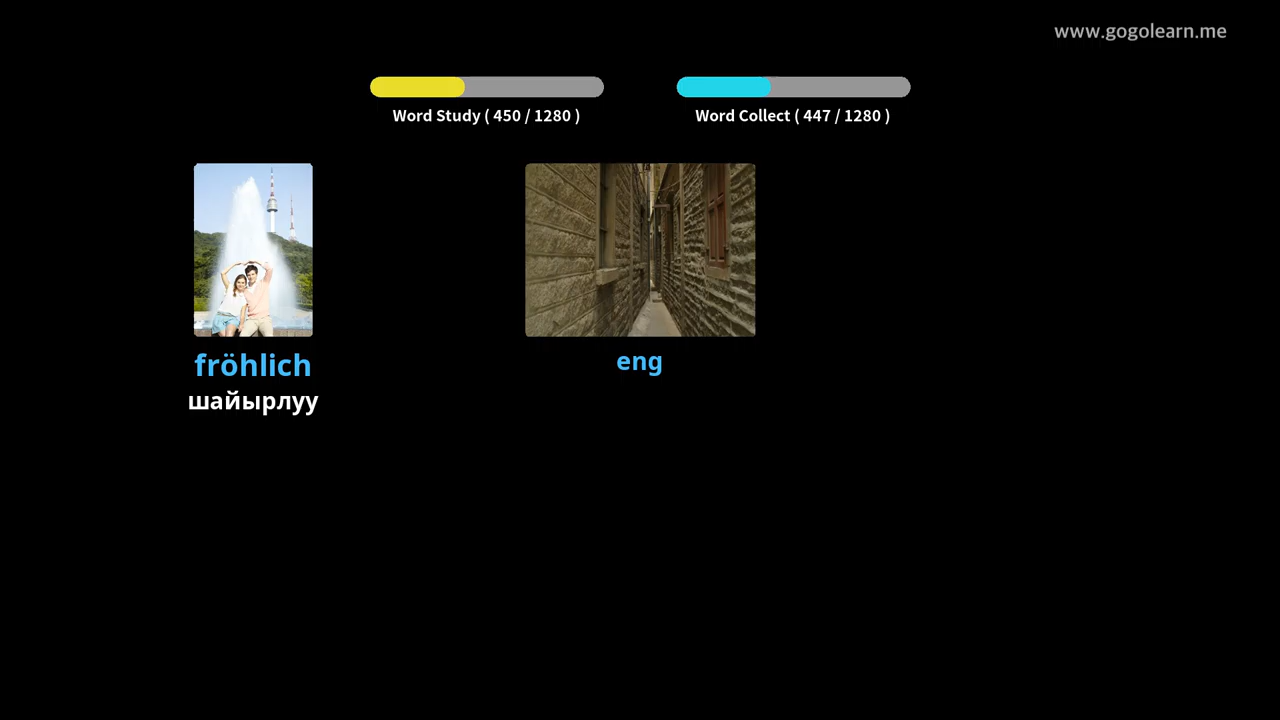 www.gogolearn.me
Word Study ( 450 / 1280 )
Word Collect ( 447 / 1280 )
fröhlich
шайырлуу
eng